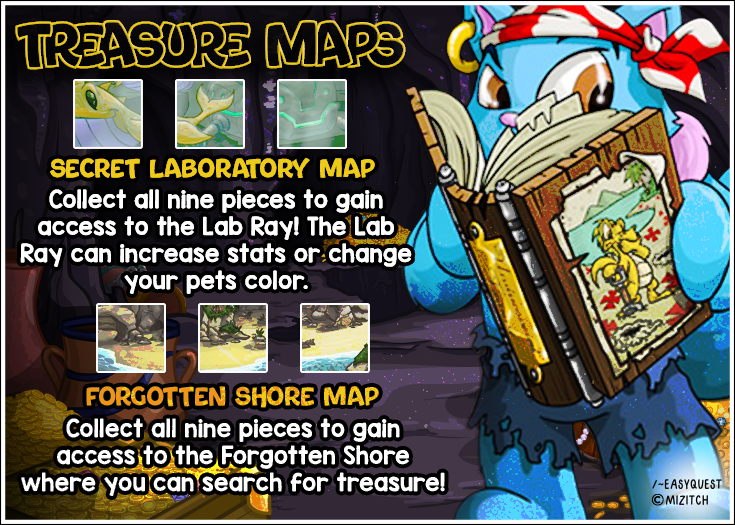 TREASURE MAPS
SECRET LABORATORY MAP
Collect all nine pieces to gain
access to the Lab Ray! The Lab
Ray can increase stats or change
your pets color.
FORGOTTEN SHORE MAP
Collect all nine pieces to gain
access to the Forgotten Shore
where you can search for treasure!
/~EASYQUEST
©MIZITCH